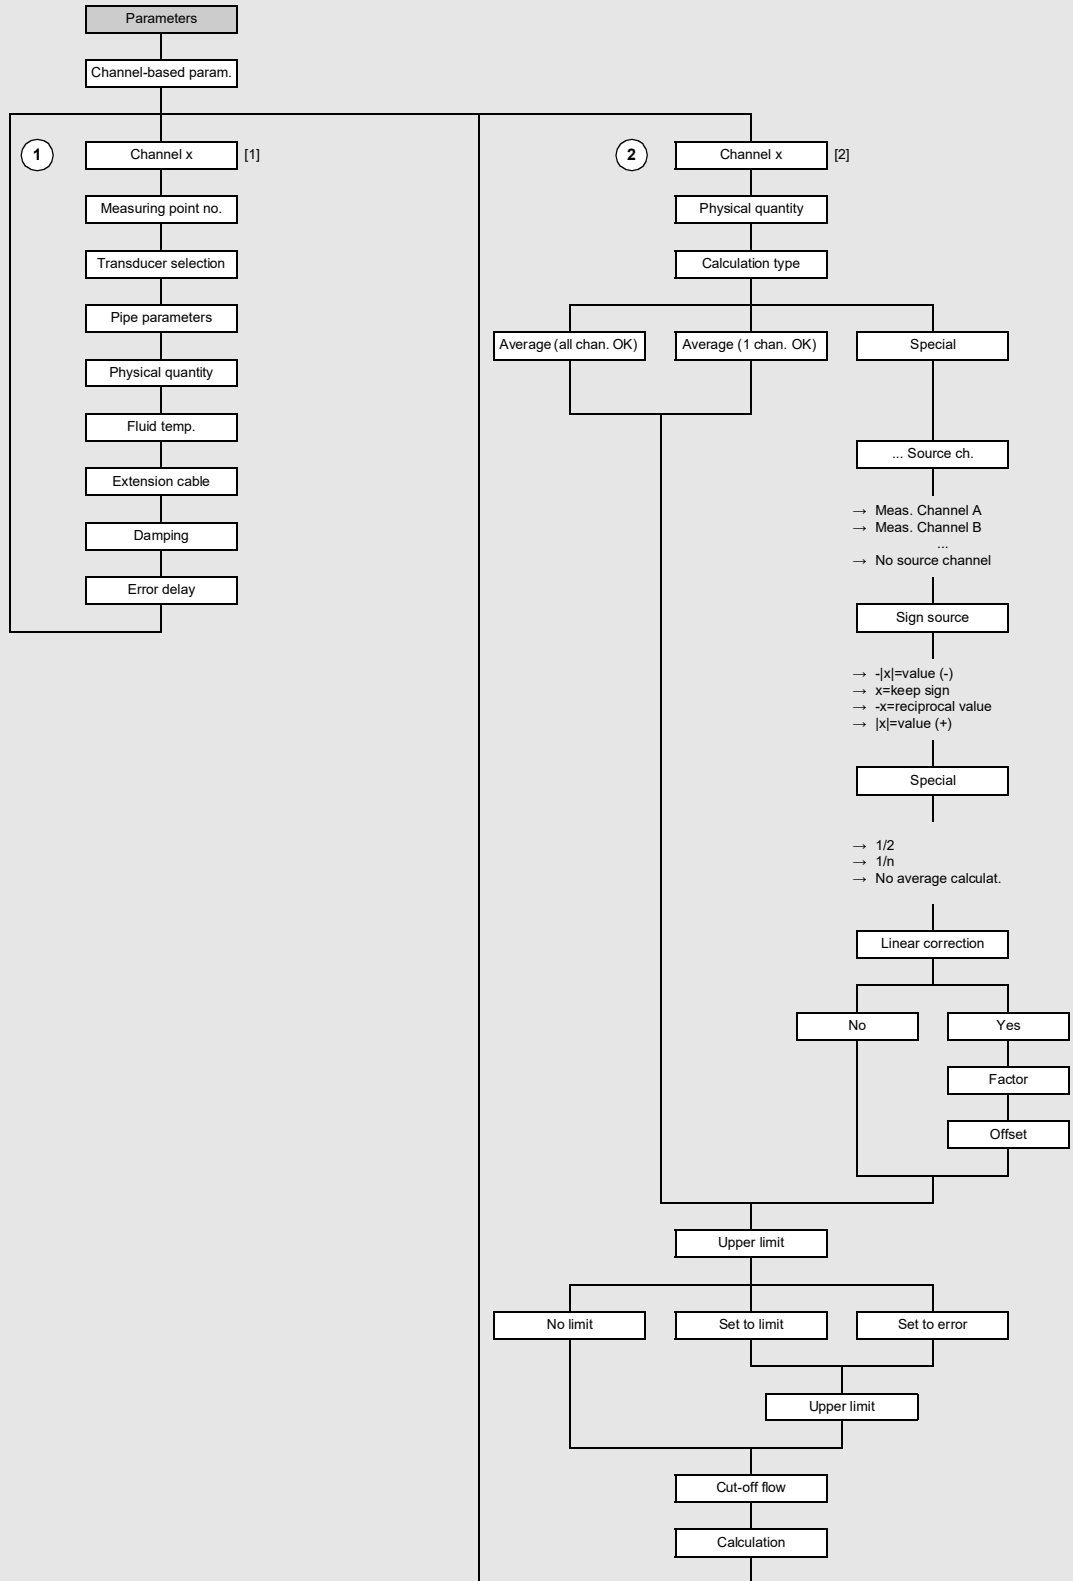 Parameters
Channel-based param.
1
Channel x
[1]
Measuring point no.
Transducer selection
Pipe parameters
Physical quantity
Fluid temp.
Extension cable
Damping
Error delay
2
Channel x
[2]
Physical quantity
Calculation type
Average (all chan. OK)
Average (1 chan. OK)
Special
... Source ch.
→ Meas. Channel A
→ Meas. Channel B
...
→ No source channel
Sign source
→ -|x|=value (-)
→ x=keep sign
→ -x=reciprocal value
→ |x|=value (+)
Special
→ 1/2
→ 1/n
→ No average calculat.
Linear correction
No
Yes
Factor
Offset
Upper limit
No limit
Set to limit
Set to error
Upper limit
Cut-off flow
Calculation